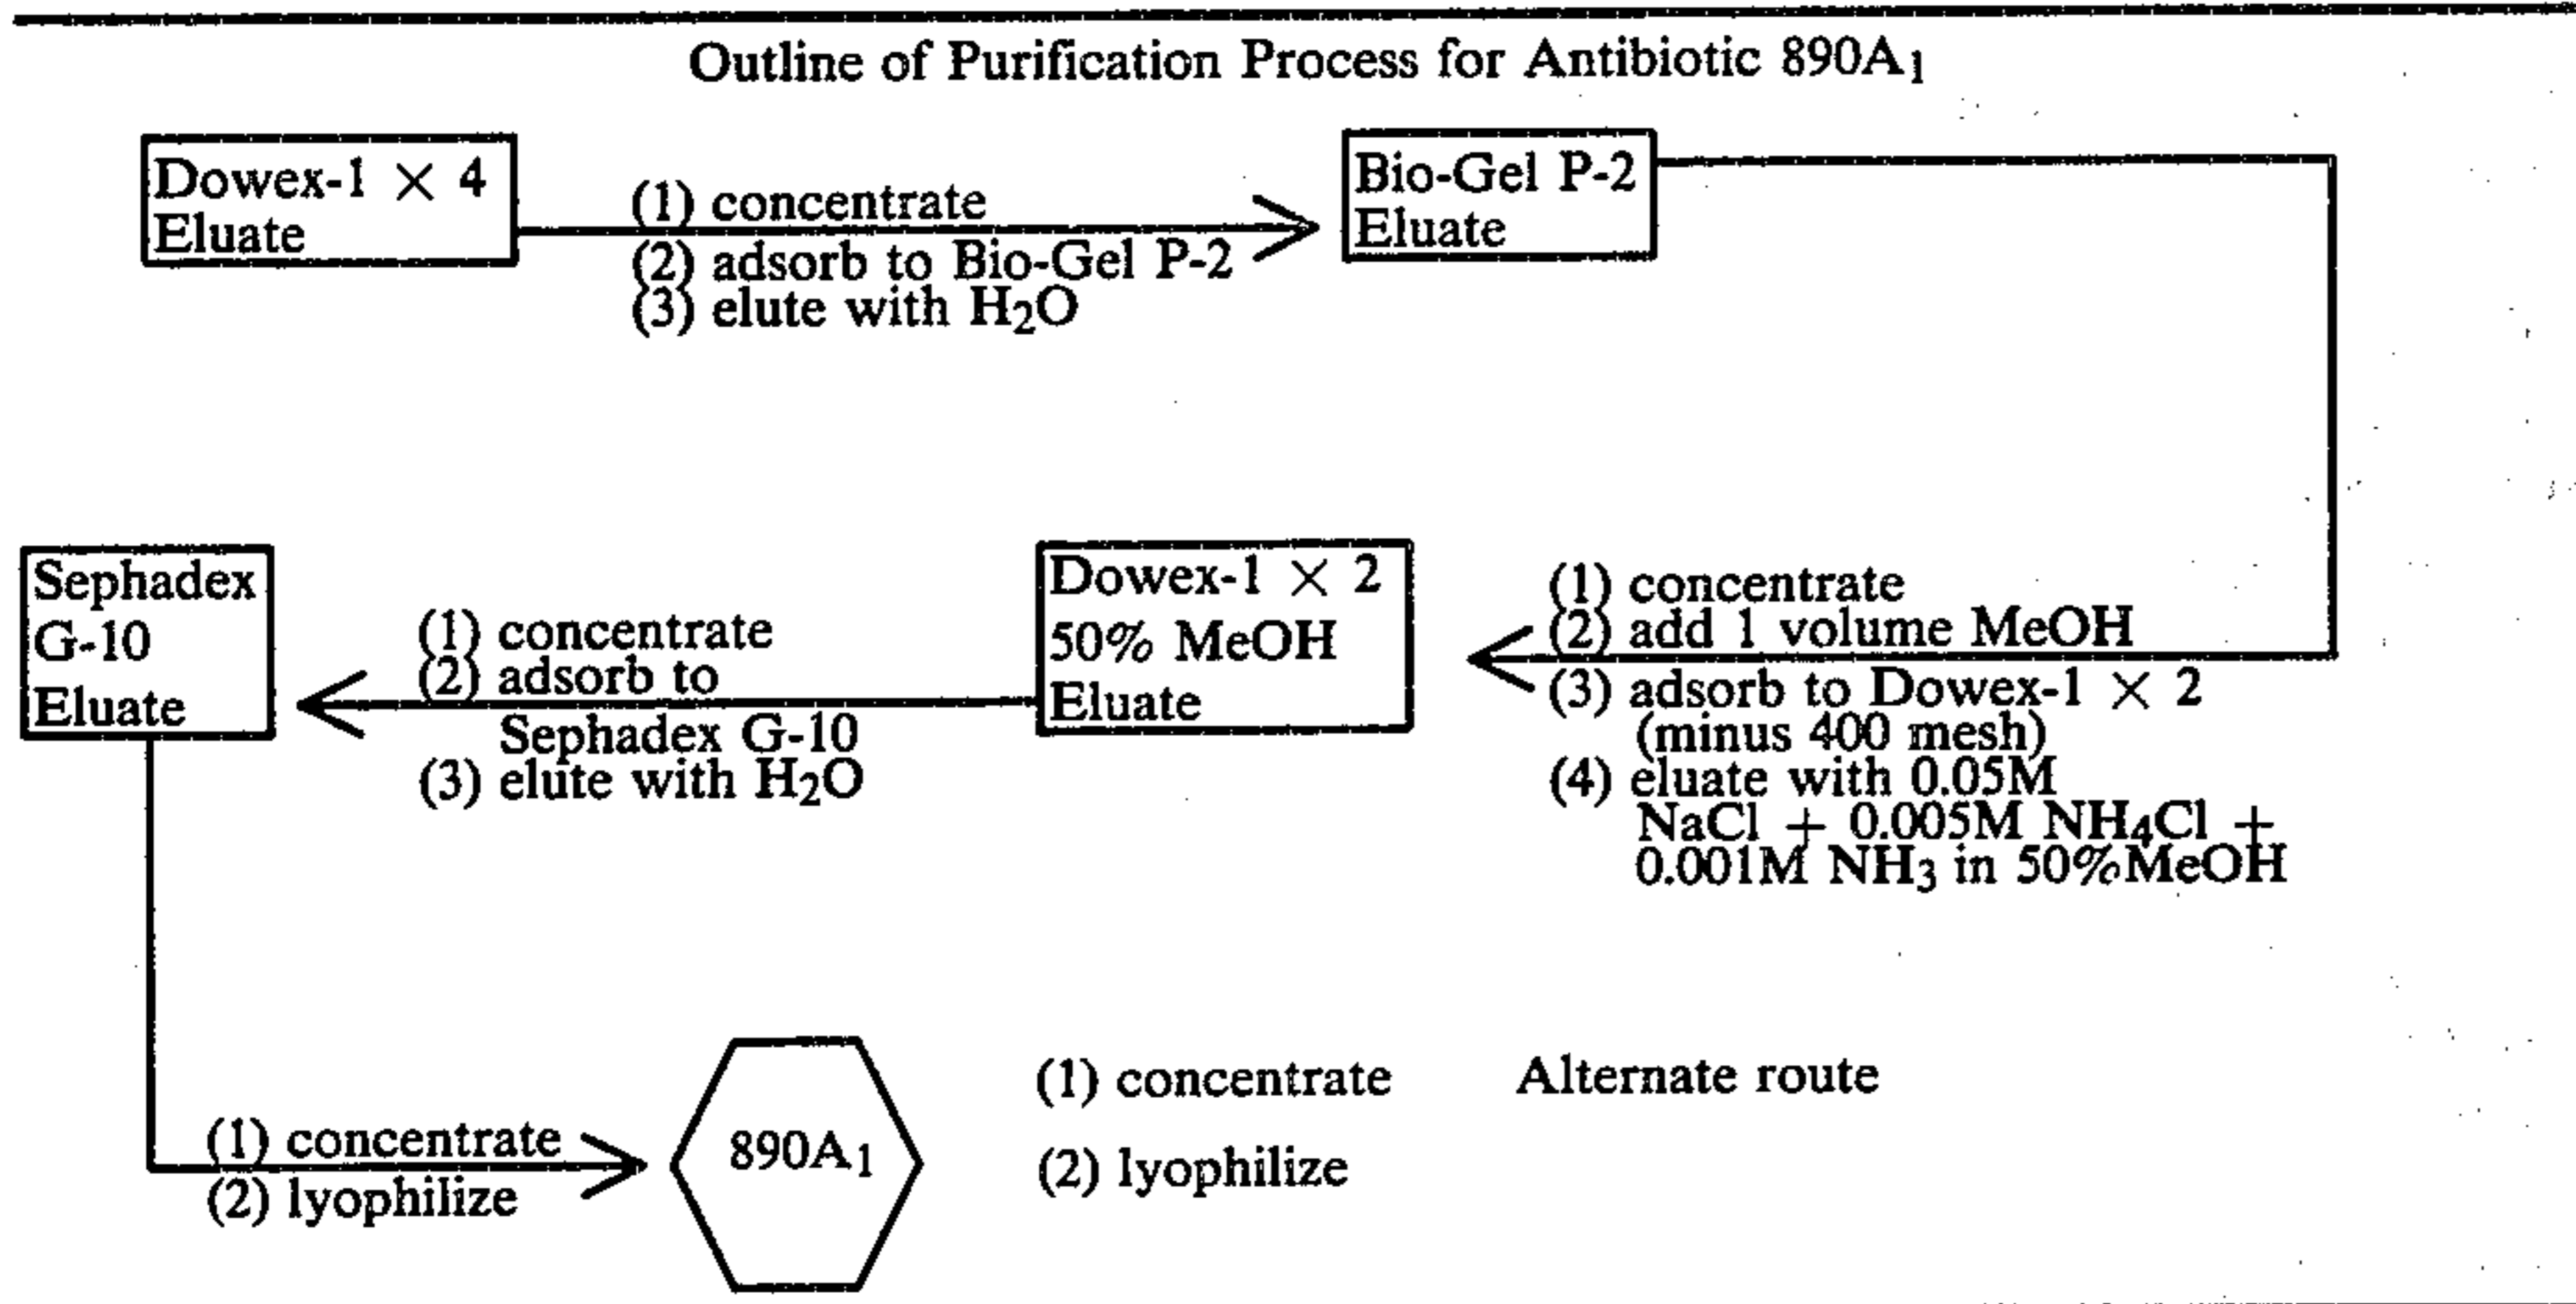 Outline of Purification Process for Antibiotic 890A₁
Dowex-1 × 4
Eluate
(1) concentrate
(2) adsorb to Bio-Gel P-2
(3) elute with H₂O
Bio-Gel P-2
Eluate
(1) concentrate
(2) add 1 volume MeOH
(3) adsorb to Dowex-1 × 2
(minus 400 mesh)
(4) eluate with 0.05M
NaCl + 0.005M NH₄Cl +
0.001M NH₃ in 50%MeOH
Dowex-1 × 2
50% MeOH
Eluate
(1) concentrate
(2) adsorb to
Sephadex G-10
(3) elute with H₂O
Sephadex
G-10
Eluate
(1) concentrate
(2) lyophilize
890A₁
(1) concentrate Alternate route
(2) lyophilize